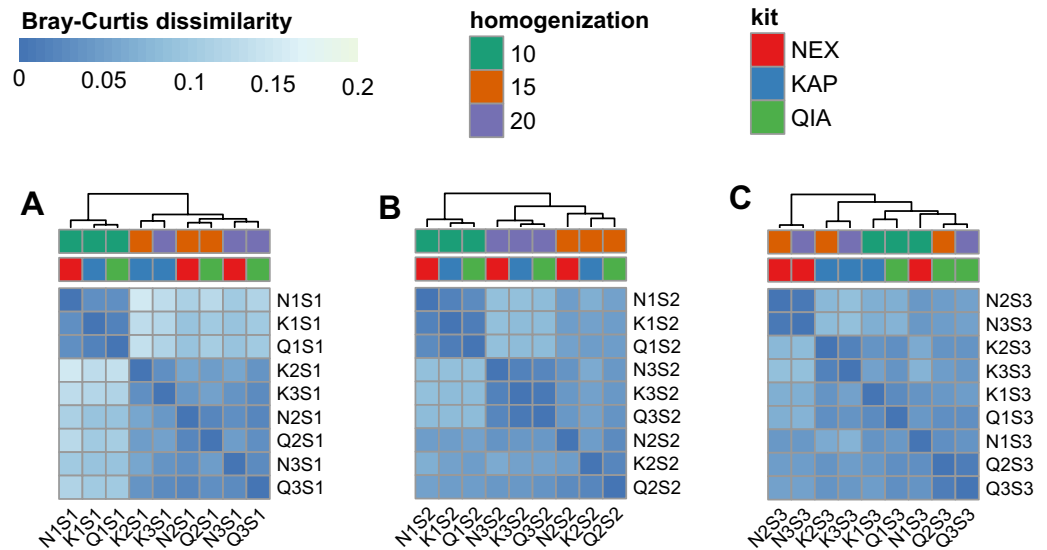 Bray-Curtis dissimilarity
0 0.05 0.1 0.15 0.2
homogenization
10
15
20
kit
NEX
KAP
QIA
A
N1S1
K1S1
Q1S1
K2S1
K3S1
N2S1
Q2S1
N3S1
Q3S1
N1S1 K1S1 Q1S1 K2S1 K3S1 N2S1 Q2S1 N3S1 Q3S1
B
N1S2
K1S2
Q1S2
N3S2
K3S2
Q3S2
N2S2
K2S2
Q2S2
N1S2 K1S2 Q1S2 N3S2 K3S2 Q3S2 N2S2 K2S2 Q2S2
C
N2S3
N3S3
K2S3
K3S3
K1S3
Q1S3
N1S3
Q2S3
Q3S3
N2S3 N3S3 K2S3 K3S3 K1S3 Q1S3 N1S3 Q2S3 Q3S3